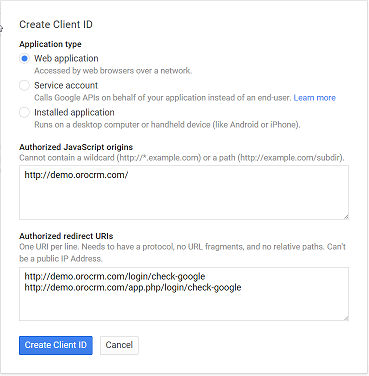 Create Client ID
Application type
Web application
Accessed by web browsers over a network.
Service account
Calls Google APIs on behalf of your application instead of an end-user. Learn more
Installed application
Runs on a desktop computer or handheld device (like Android or iPhone).
Authorized JavaScript origins
Cannot contain a wildcard (http://*.example.com) or a path (http://example.com/subdir).
http://demo.orocrm.com/
Authorized redirect URIs
One URI per line. Needs to have a protocol, no URL fragments, and no relative paths. Can't
be a public IP Address.
http://demo.orocrm.com/login/check-google
http://demo.orocrm.com/app.php/login/check-google
Create Client ID
Cancel